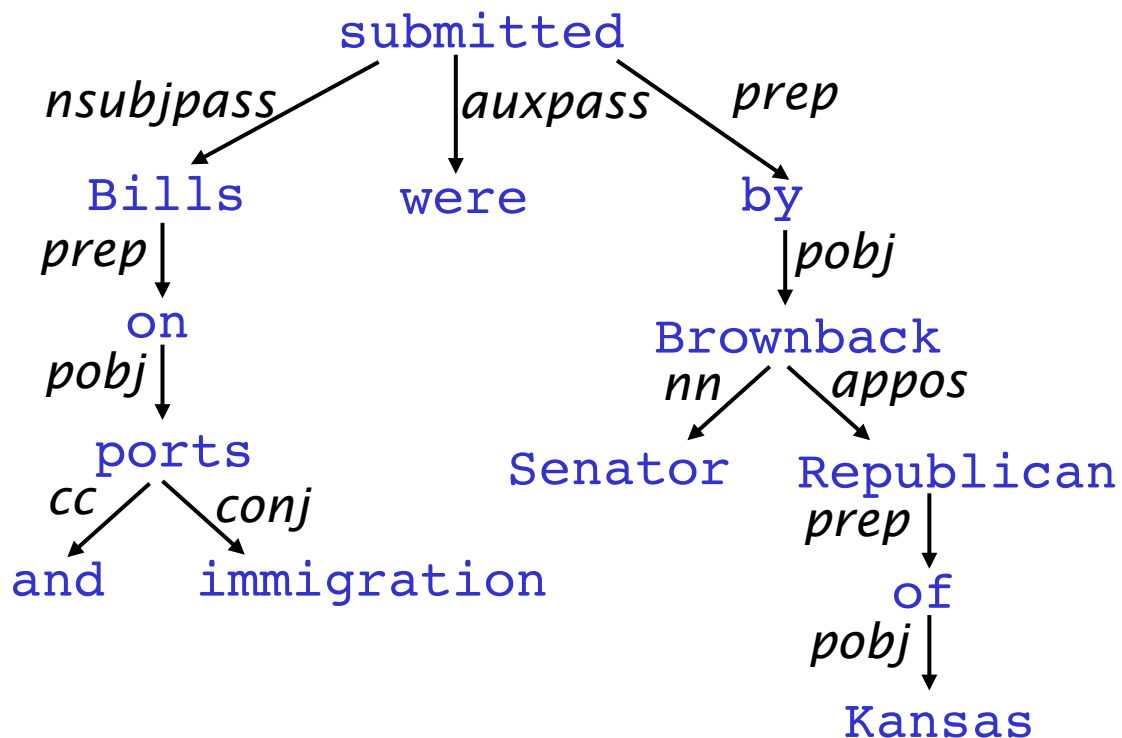 submitted
nsubjpass auxpass prep
Bills were by
prep pobj
on Brownback
pobj nn appos
ports Senator Republican
cc conj prep
and immigration of
pobj
Kansas